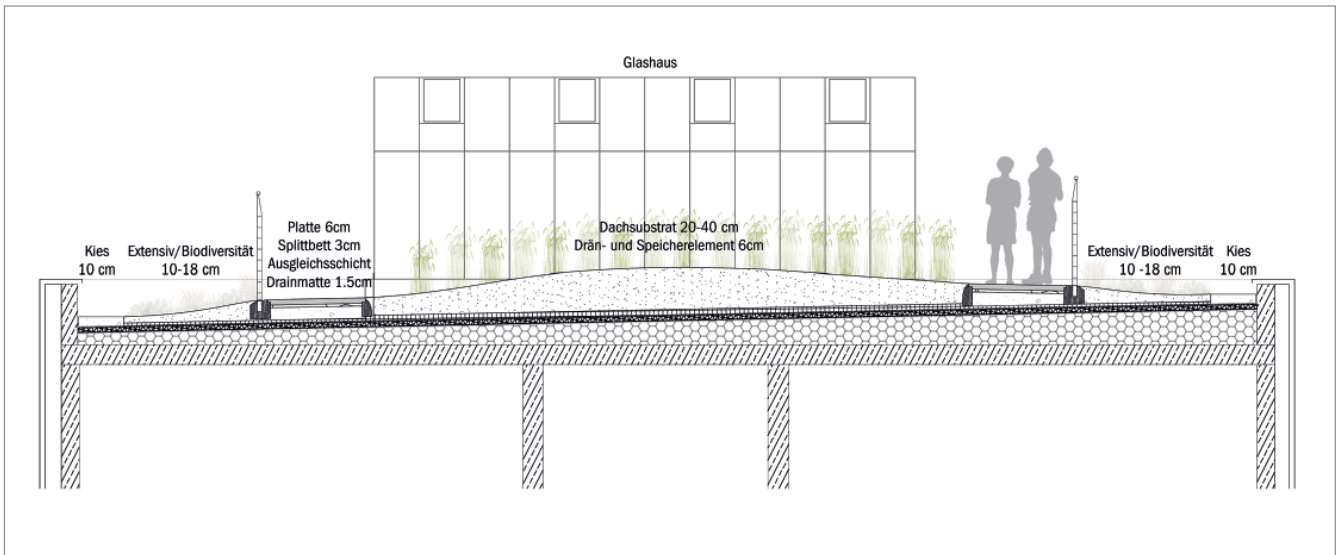 Glashaus
Kies
10 cm
Extensiv/Biodiversität
10-18 cm
Platte 6cm
Splittbett 3cm
Ausgleichsschicht
Drainmatte 1.5cm
Dachsubstrat 20-40 cm
Drän- und Speicherelement 6cm
Extensiv/Biodiversität
10 -18 cm
Kies
10 cm